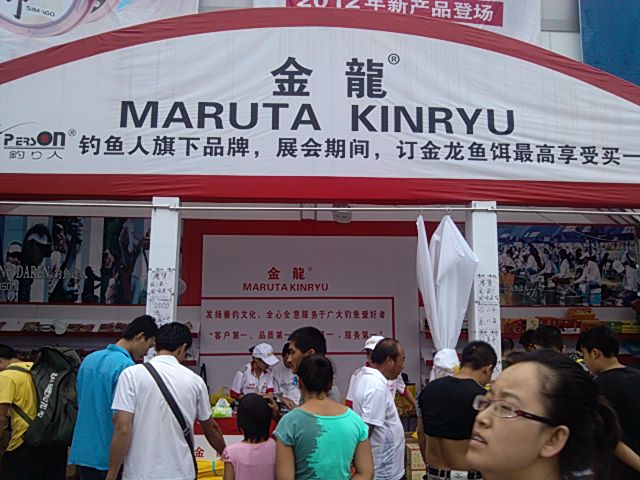 SIMAGO
2012年新产品登场
金龍®
MARUTA KINRYU
PERSON®
釣り人
钓鱼人旗下品牌，展会期间，订金龙鱼饵最高享受买一
金龍®
MARUTA KINRYU
发扬垂钓文化，全心全意服务于广大钓鱼爱好者
"客户第一、品质第一
一、服务第一"